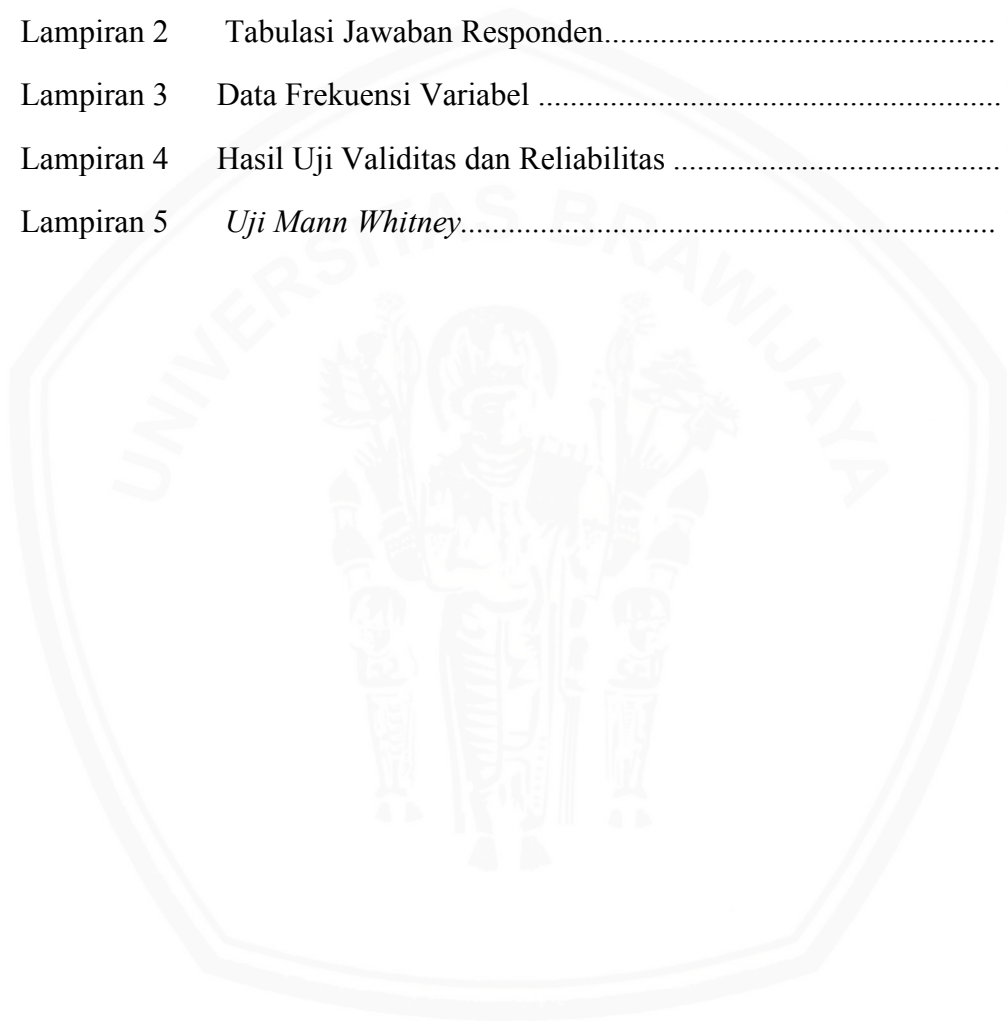 Lampiran 2 Tabulasi Jawaban Responden..................................................
Lampiran 3 Data Frekuensi Variabel ...........................................................
Lampiran 4 Hasil Uji Validitas dan Reliabilitas ..........................................
Lampiran 5 Uji Mann Whitney....................................................................
UNIVERSITAS BRAWIJAYA